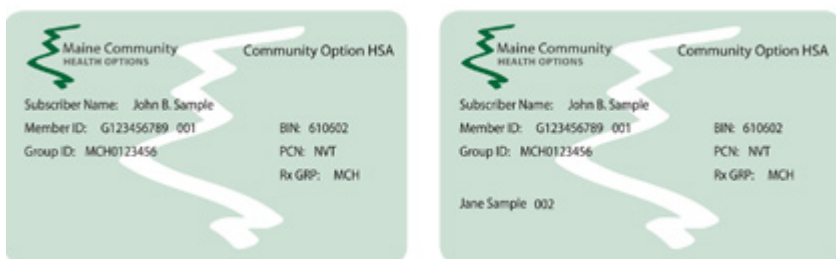 Maine Community
HEALTH OPTIONS
Community Option HSA
Subscriber Name: John B. Sample
Member ID: G123456789 001
BIN: 610602
Group ID: MCH0123456
PCN: NVT
Rx GRP: MCH
Maine Community
HEALTH OPTIONS
Community Option HSA
Subscriber Name: John B. Sample
Member ID: G123456789 001
BIN: 610602
Group ID: MCH0123456
PCN: NVT
Rx GRP: MCH
Jane Sample 002